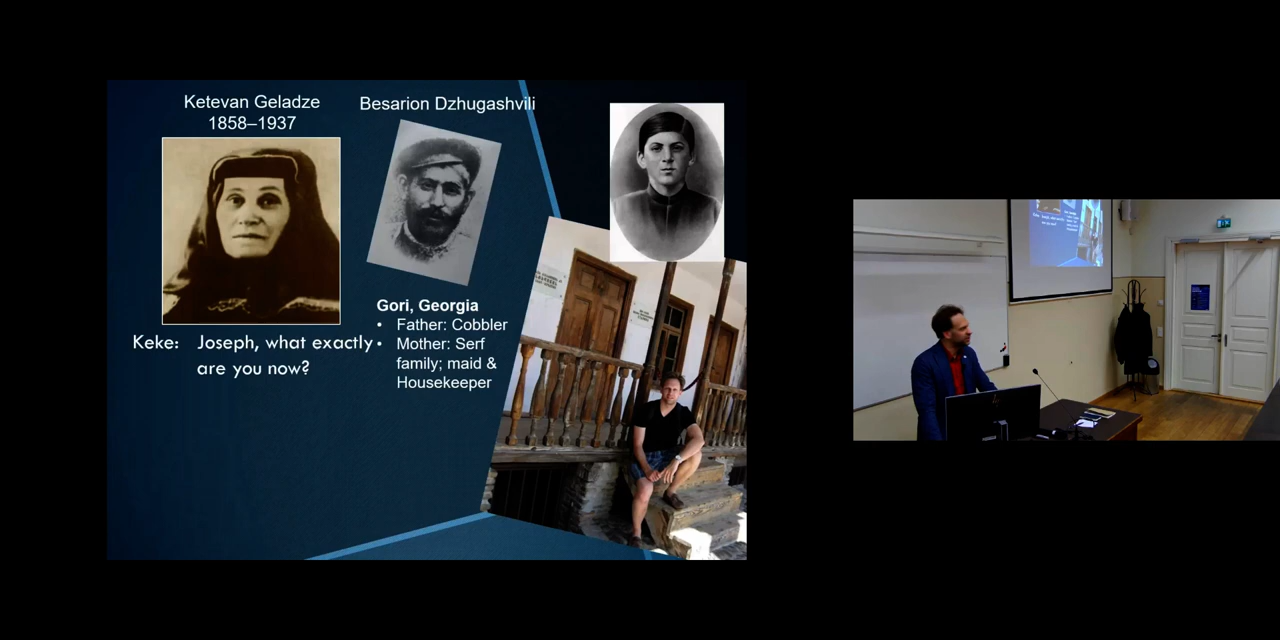 Ketevan Geladze
1858–1937
Besarion Dzhugashvili
Gori, Georgia
• Father: Cobbler
• Mother: Serf
family; maid &
Housekeeper
Keke: Joseph, what exactly
are you now?